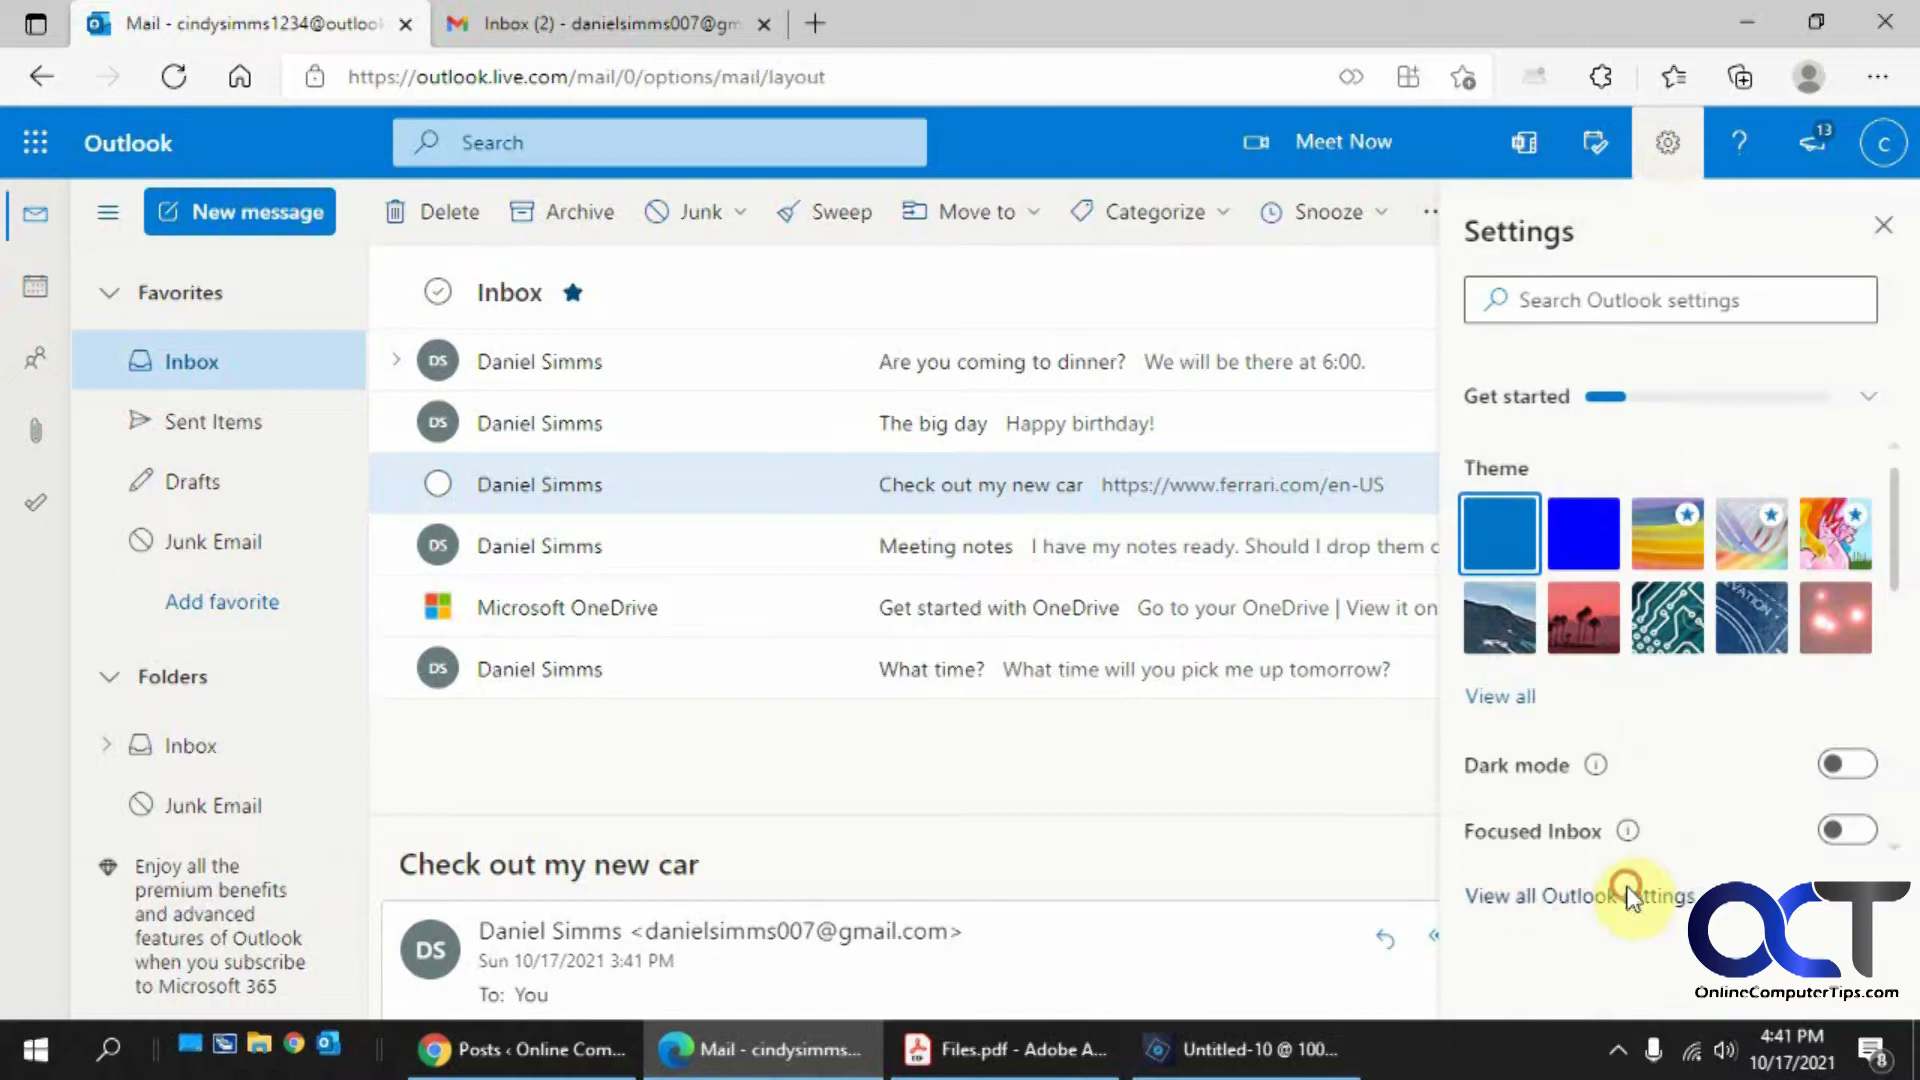 Mail - cindysimms1234@outloo
Inbox (2) - danielsimms007@gm
https://outlook.live.com/mail/0/options/mail/layout
Outlook
Search
Meet Now
13
C
New message
Delete
Archive
Junk
Sweep
Move to
Categorize
Snooze
Settings
Search Outlook settings
Favorites
Inbox
Sent Items
Drafts
Junk Email
Add favorite
Folders
Inbox
Junk Email
Enjoy all the
premium benefits
and advanced
features of Outlook
when you subscribe
to Microsoft 365
Inbox
DS Daniel Simms Are you coming to dinner? We will be there at 6:00.
DS Daniel Simms The big day Happy birthday!
Daniel Simms Check out my new car https://www.ferrari.com/en-US
DS Daniel Simms Meeting notes I have my notes ready. Should I drop them
Microsoft OneDrive Get started with OneDrive Go to your OneDrive | View it on
DS Daniel Simms What time? What time will you pick me up tomorrow?
Check out my new car
DS
Daniel Simms <danielsimms007@gmail.com>
Sun 10/17/2021 3:41 PM
To: You
Get started
Theme
View all
Dark mode
Focused Inbox
View all Outlook settings
OCT
OnlineComputerTips.com
Posts ‹ Online Com...
Mail - cindysimms...
Files.pdf - Adobe A...
Untitled-10 @ 100...
4:41 PM
10/17/2021
8